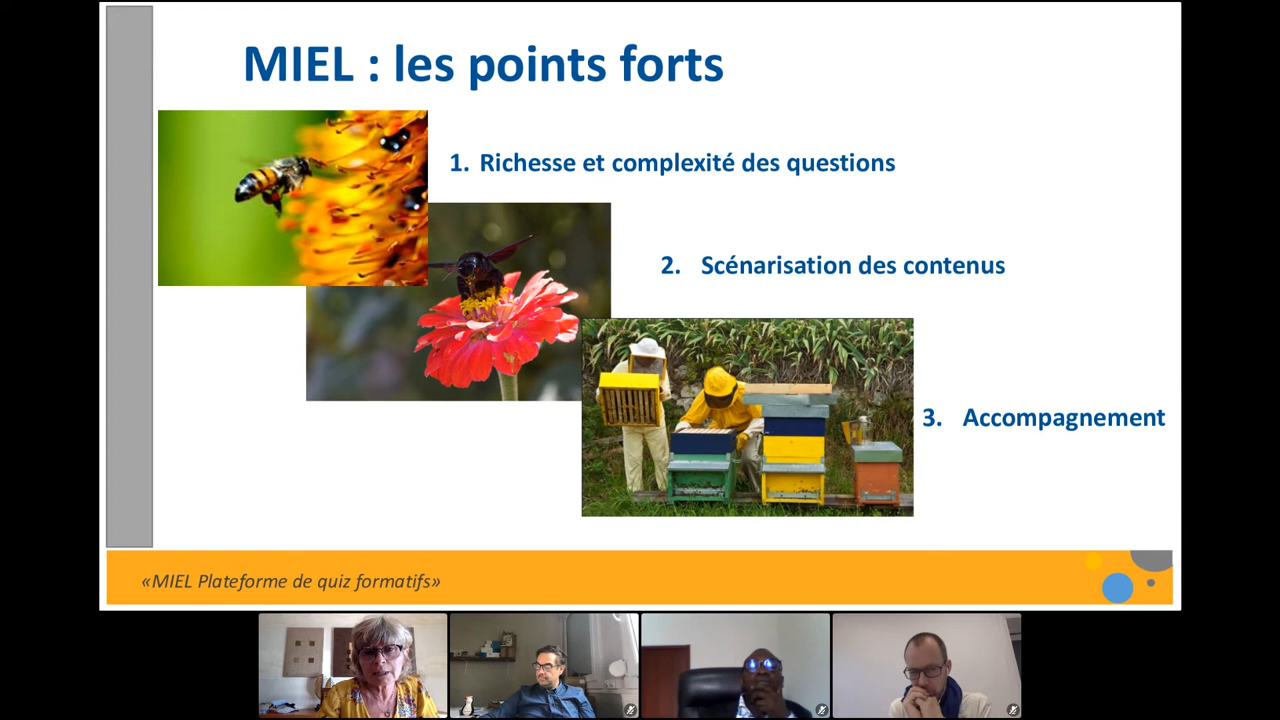 MIEL : les points forts
1. Richesse et complexité des questions
2. Scénarisation des contenus
3. Accompagnement
«MIEL Plateforme de quiz formatifs»